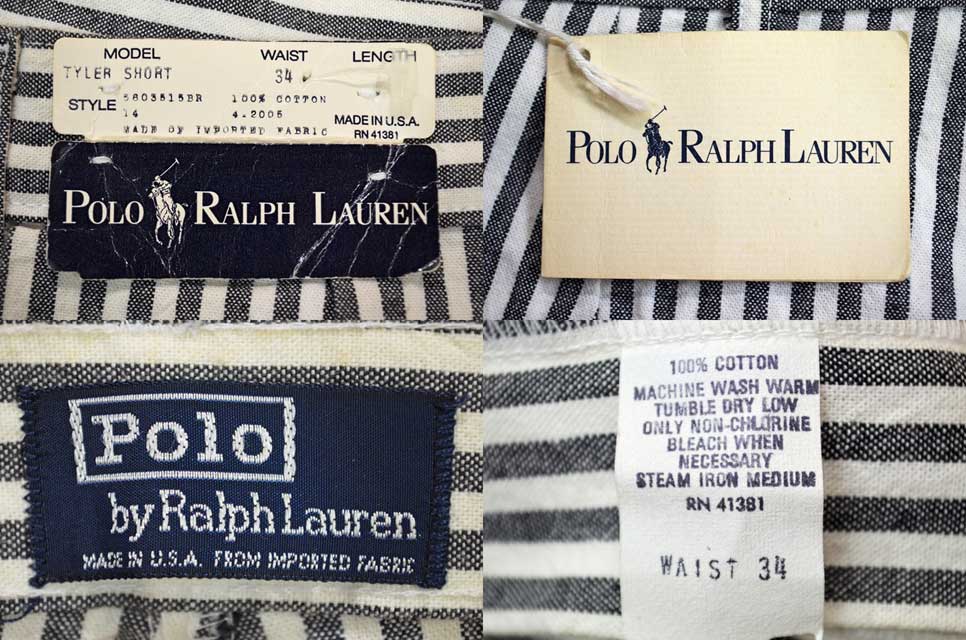 MODEL WAIST LENGTH
TYLER SHORT 34
STYLE 5603515BR 100% COTTON
14 4.2005
MADE OF IMPORTED FABRIC
MADE IN U.S.A.
RN 41381
POLO RALPH LAUREN
POLO RALPH LAUREN
Polo
by Ralph Lauren
MADE IN U.S.A. FROM IMPORTED FABRIC
100% COTTON
MACHINE WASH WARM
TUMBLE DRY LOW
ONLY NON-CHLORINE
BLEACH WHEN
NECESSARY
STEAM IRON MEDIUM
RN 41381
WAIST 34